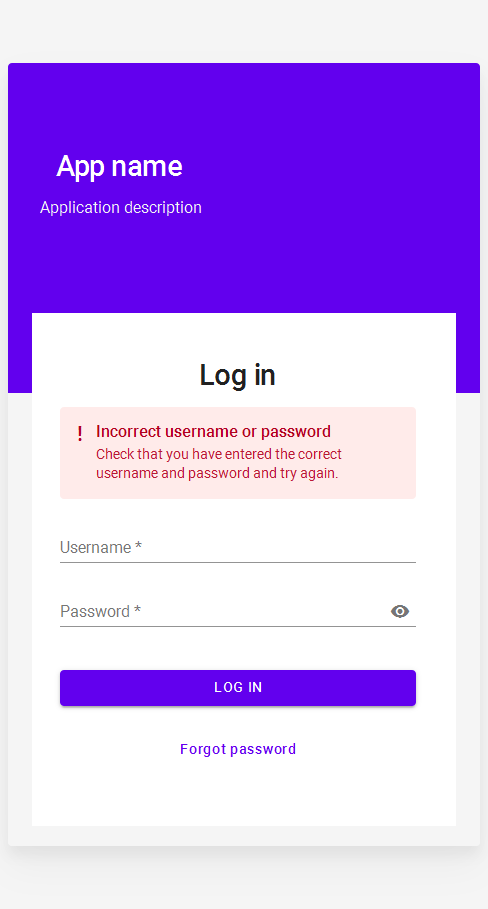 App name
Application description
Log in
! Incorrect username or password
Check that you have entered the correct
username and password and try again.
Username *
Password *
LOG IN
Forgot password